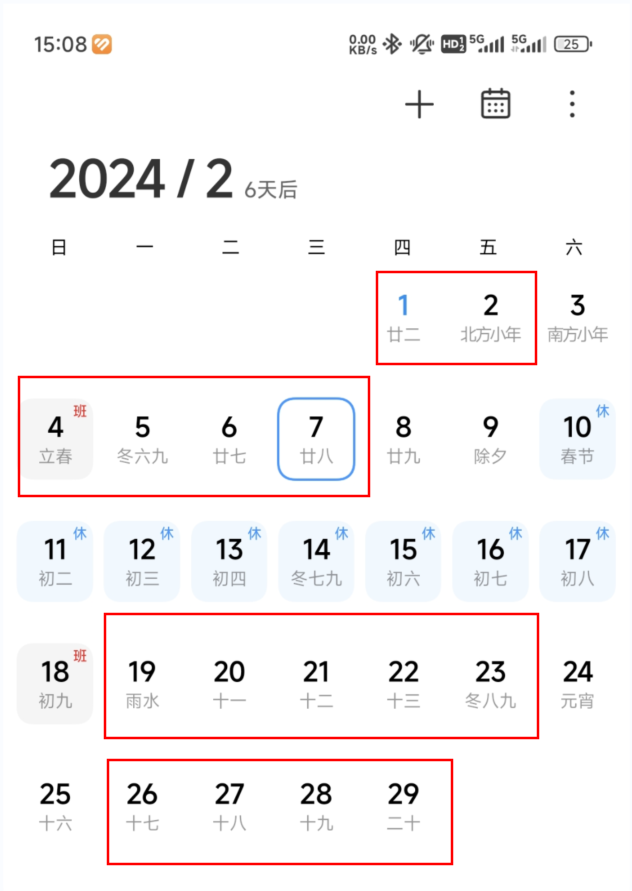 15:08 0.00 KB/s HD 1 2 5G 5G 25
2024 / 2 6天后
日 一 二 三 四 五 六
1 2 3
廿二 北方小年 南方小年
班 休
4 5 6 7 8 9 10
立春 冬六九 廿七 廿八 廿九 除夕 春节
休 休 休 休 休 休 休
11 12 13 14 15 16 17
初二 初三 初四 冬七九 初六 初七 初八
班
18 19 20 21 22 23 24
初九 雨水 十一 十二 十三 冬八九 元宵
25 26 27 28 29
十六 十七 十八 十九 二十